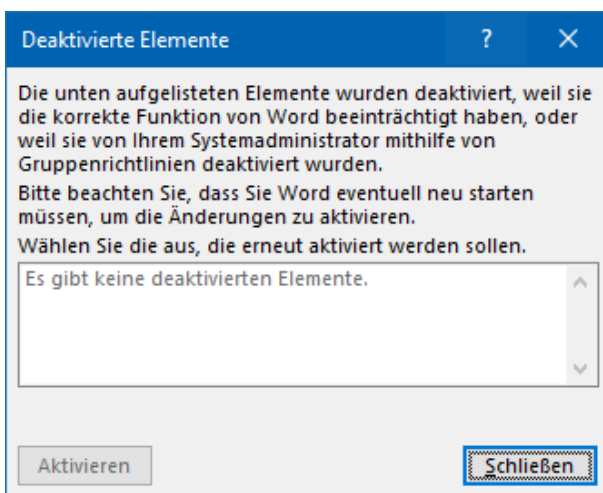 Deaktivierte Elemente ? ×
Die unten aufgelisteten Elemente wurden deaktiviert, weil sie
die korrekte Funktion von Word beeinträchtigt haben, oder
weil sie von Ihrem Systemadministrator mithilfe von
Gruppenrichtlinien deaktiviert wurden.
Bitte beachten Sie, dass Sie Word eventuell neu starten
müssen, um die Änderungen zu aktivieren.
Wählen Sie die aus, die erneut aktiviert werden sollen.
Es gibt keine deaktivierten Elemente.
Aktivieren Schließen